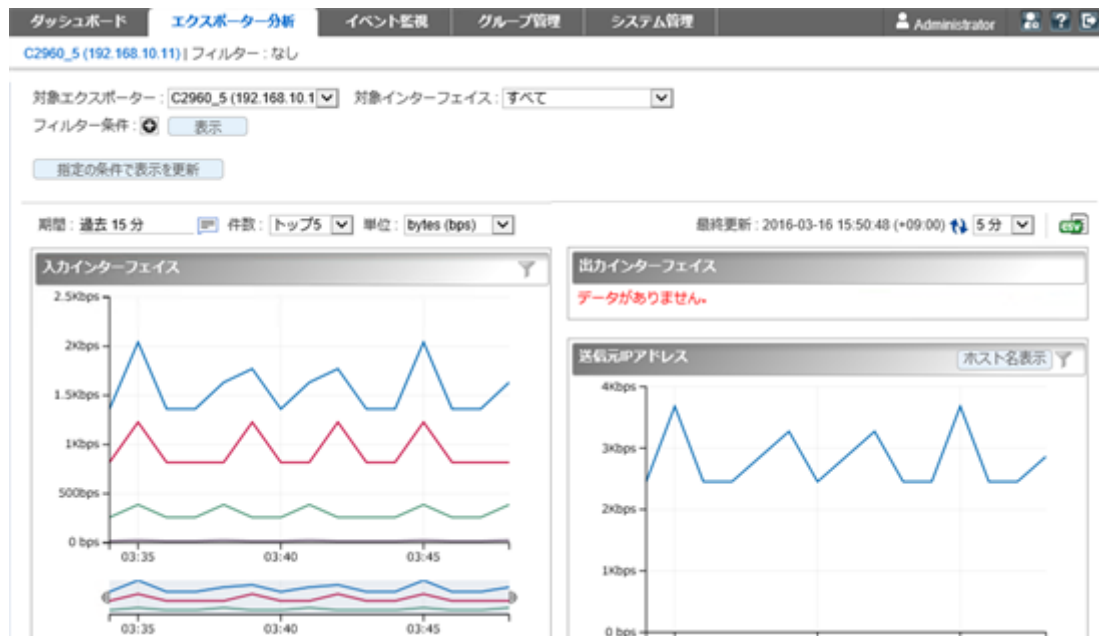 ダッシュボード エクスポーター分析 イベント監視 グループ管理 システム管理 Administrator
C2960_5 (192.168.10.11) | フィルター : なし
対象エクスポーター : C2960_5 (192.168.10.1 対象インターフェイス : すべて
フィルター条件 : 表示
指定の条件で表示を更新
期間 : 過去 15 分 件数 : トップ5 単位 : bytes (bps) 最終更新 : 2016-03-16 15:50:48 (+09:00) 5 分 CSV
入力インターフェイス
2.5Kbps
2Kbps
1.5Kbps
1Kbps
500bps
0 bps
03:35 03:40 03:45
03:35 03:40 03:45
出力インターフェイス
データがありません。
送信元IPアドレス ホスト名表示
4Kbps
3Kbps
2Kbps
1Kbps
0 bps